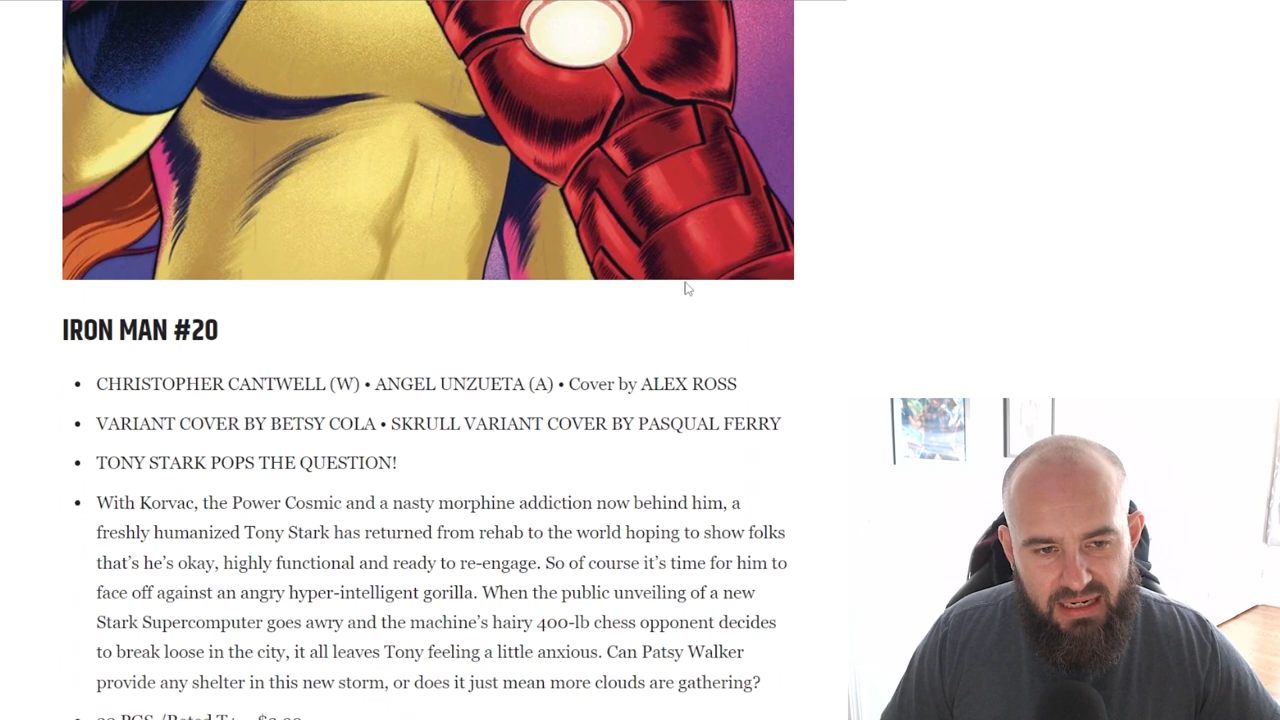 IRON MAN #20
• CHRISTOPHER CANTWELL (W) • ANGEL UNZUETA (A) • Cover by ALEX ROSS
• VARIANT COVER BY BETSY COLA • SKRULL VARIANT COVER BY PASQUAL FERRY
• TONY STARK POPS THE QUESTION!
• With Korvac, the Power Cosmic and a nasty morphine addiction now behind him, a
freshly humanized Tony Stark has returned from rehab to the world hoping to show folks
that’s he’s okay, highly functional and ready to re-engage. So of course it’s time for him to
face off against an angry hyper-intelligent gorilla. When the public unveiling of a new
Stark Supercomputer goes awry and the machine’s hairy 400-lb chess opponent decides
to break loose in the city, it all leaves Tony feeling a little anxious. Can Patsy Walker
provide any shelter in this new storm, or does it just mean more clouds are gathering?